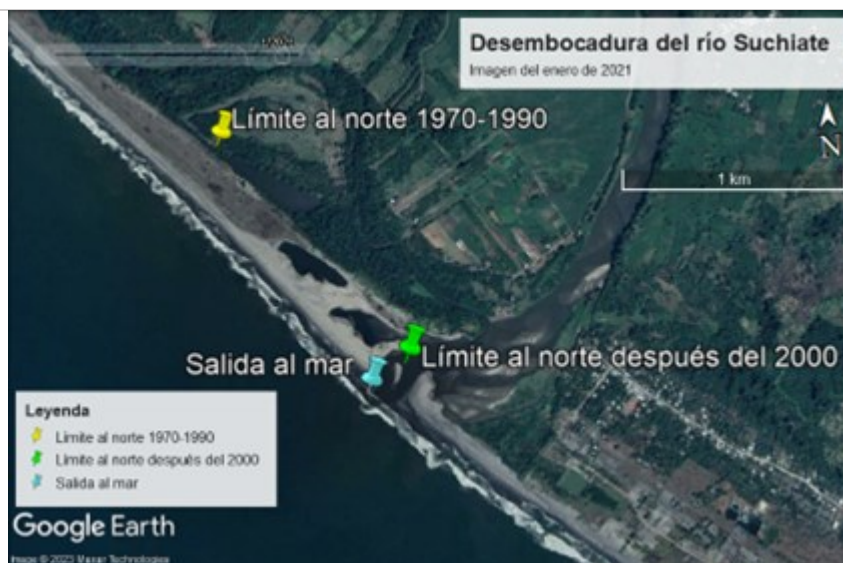 Desembocadura del río Suchiate
Imagen del enero de 2021
Límite al norte 1970-1990
N
1 km
Salida al mar
Límite al norte después del 2000
Leyenda
Límite al norte 1970-1990
Límite al norte después del 2000
Salida al mar
Google Earth
Image © 2023 Maxar Technologies